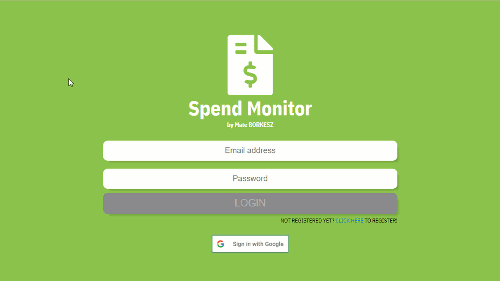 $
Spend Monitor
by Mate BORKESZ
Email address
Password
LOGIN
NOT REGISTERED YET? CLICK HERE TO REGISTER!
G Sign in with Google